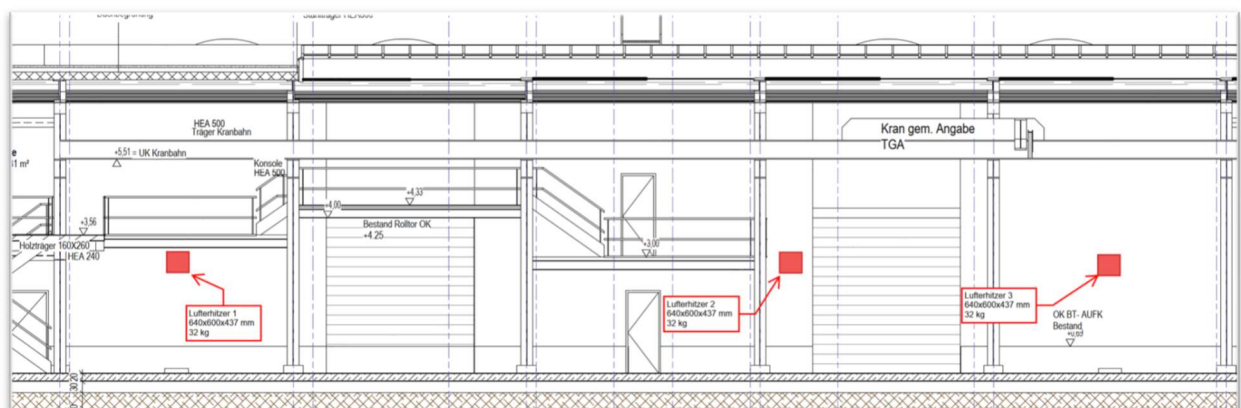 HEA 500
Träger Kranbahn
Kran gem. Angabe
TGA
+5,51 = UK Kranbahn
Konsole
HEA 500
+3,56
+4,00
+4,33
Bestand Rolltor OK
+4.25
+3,00
Holzträger 160X260
HEA 240
Lufterhitzer 1
640x600x437 mm
32 kg
Lufterhitzer 2
640x600x437 mm
32 kg
Lufterhitzer 3
640x600x437 mm
32 kg
OK BT- AUFK
Bestand
30
20